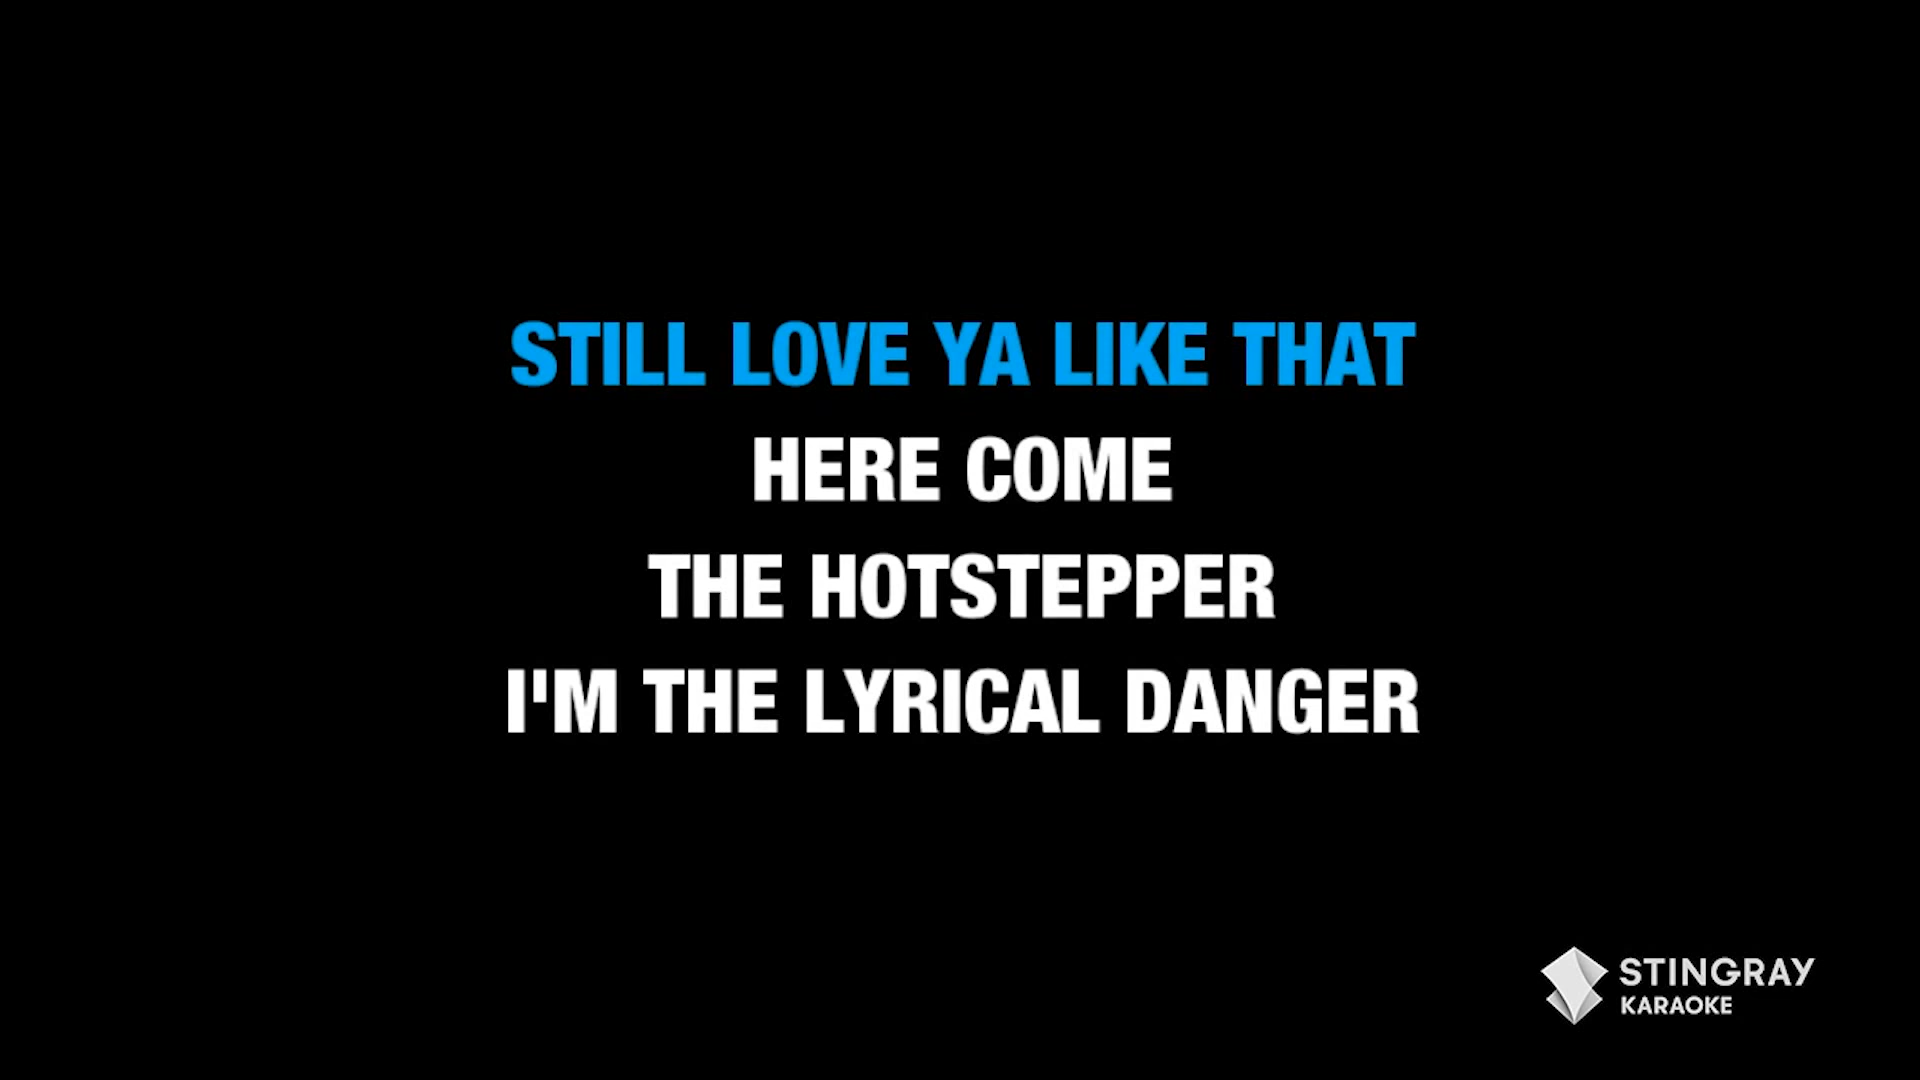 STILL LOVE YA LIKE THAT
HERE COME
THE HOTSTEPPER
I'M THE LYRICAL DANGER
STINGRAY
KARAOKE